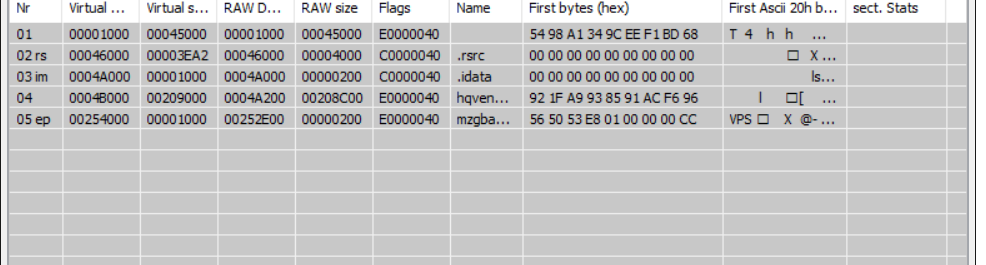 Nr Virtual ... Virtual s... RAW D... RAW size Flags Name First bytes (hex) First Ascii 20h b... sect. Stats
01 00001000 00045000 00001000 00045000 E0000040 54 98 A1 34 9C EE F1 BD 68 T 4 h h ...
02 rs 00046000 00003EA2 00046000 00004000 C0000040 .rsrc 00 00 00 00 00 00 00 00 00 □ X ...
03 im 0004A000 00001000 0004A000 00000200 C0000040 .idata 00 00 00 00 00 00 00 00 00 ls...
04 0004B000 00209000 0004A200 00208C00 E0000040 hqven... 92 1F A9 93 85 91 AC F6 96 l □[ ...
05 ep 00254000 00001000 00252E00 00000200 E0000040 mzgba... 56 50 53 E8 01 00 00 00 CC VPS □ X @-...